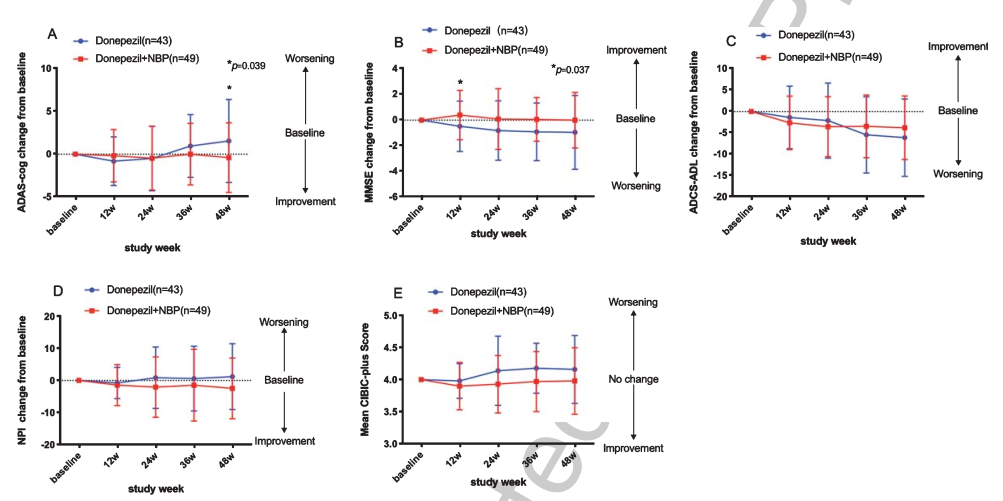 A
Donepezil(n=43)
Donepezil+NBP(n=49)
*p=0.039
*
Worsening
Baseline
Improvement
ADAS-cog change from baseline
10
5
0
-5
baseline
12w
24w
36w
48w
study week
B
Donepezil (n=43)
Donepezil+NBP(n=49)
*p=0.037
*
Improvement
Baseline
Worsening
MMSE change from baseline
4
2
0
-2
-4
-6
baseline
12w
24w
36w
48w
study week
C
Donepezil(n=43)
Donepezil+NBP(n=49)
Improvement
Baseline
Worsening
ADCS-ADL change from baseline
10
5
0
-5
-10
-15
-20
baseline
12w
24w
36w
48w
study week
D
Donepezil(n=43)
Donepezil+NBP(n=49)
Worsening
Baseline
Improvement
NPI change from baseline
20
10
0
-10
-20
baseline
12w
24w
36w
48w
study week
E
Donepezil(n=43)
Donepezil+NBP(n=49)
Worsening
No change
Improvement
Mean CIBIC-plus Score
5.0
4.5
4.0
3.5
3.0
baseline
12w
24w
36w
48w
study week